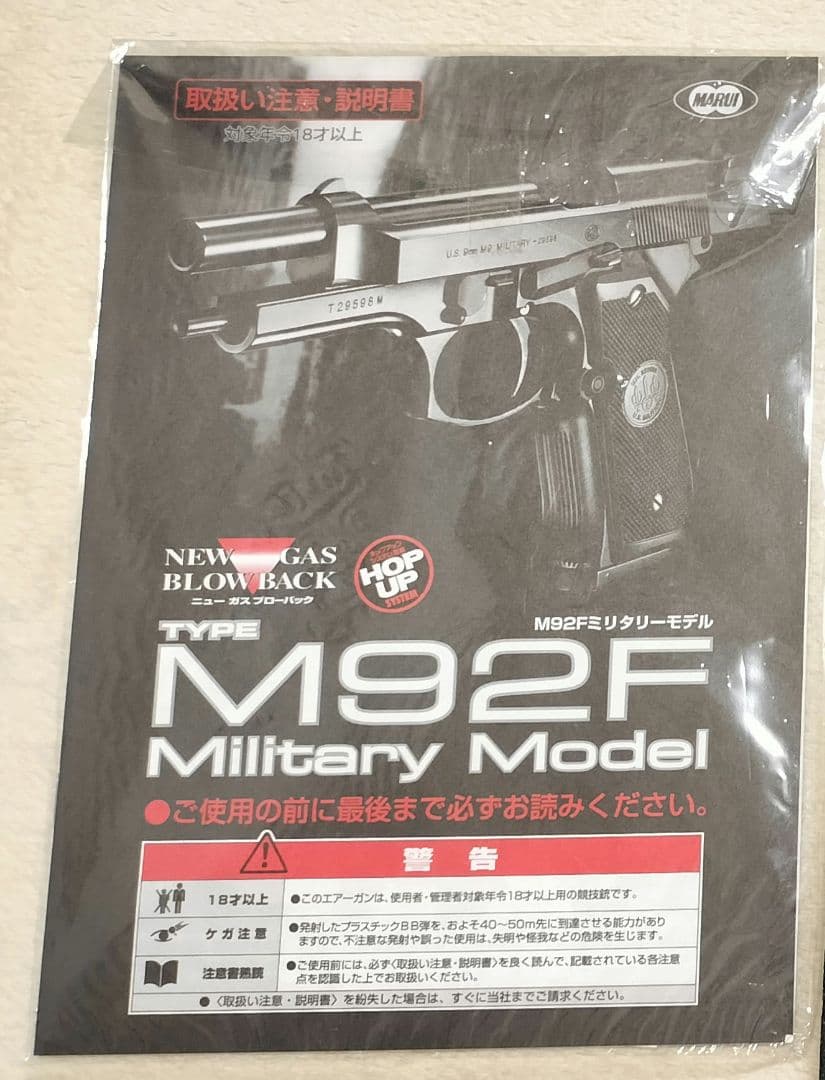 取扱い注意・説明書
対象年令18才以上
MARUI
U.S. 9mm M9 MILITARY-29598
T29598M
NEW GAS
BLOW BACK
ニュー ガス ブローバック
HOP
UP
SYSTEM
M92Fミリタリーモデル
TYPE
M92F
Military Model
●ご使用の前に最後まで必ずお読みください。
警告
18才以上
●このエアーガンは、使用者・管理者対象年令18才以上用の競技銃です。
ケガ注意
●発射したプラスチックBB弾を、およそ40〜50m先に到達させる能力があり
ますので、不注意な発射や誤った使用は、失明や怪我などの危険を生じます。
注意書熟読
●ご使用前には、必ず〈取扱い注意・説明書〉を良く読んで、記載されている各注意
点を認識した上でお取扱いください。
●〈取扱い注意・説明書〉を紛失した場合は、すぐに当社までご請求ください。